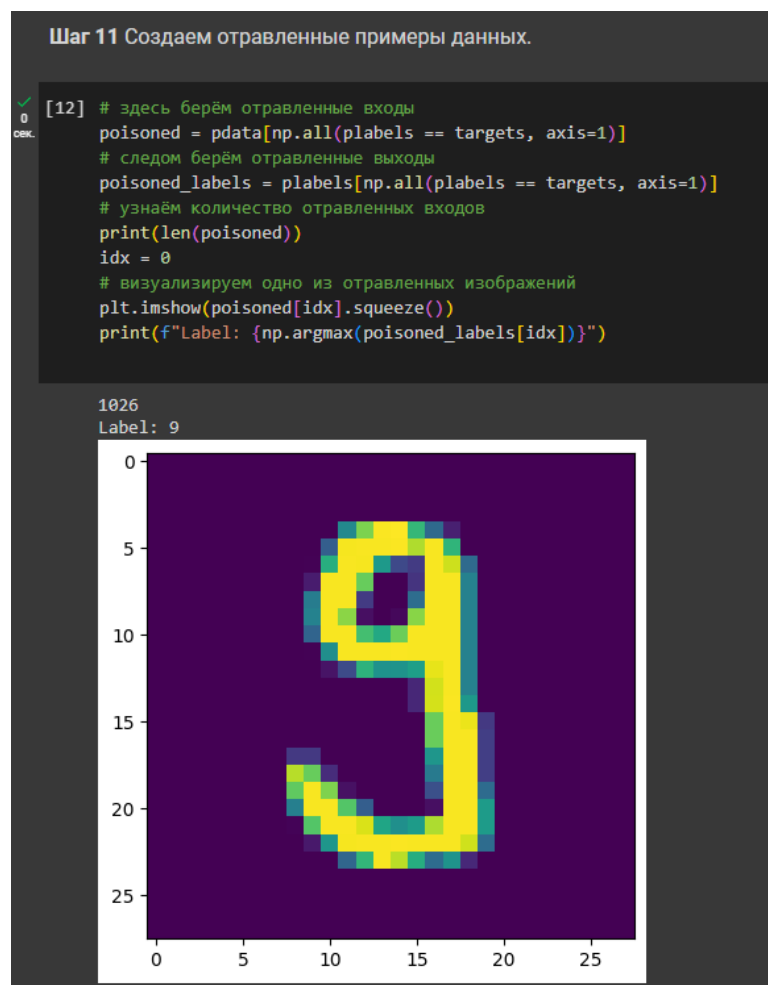 Шаг 11 Создаем отравленные примеры данных.
0
сек.
[12] # здесь берём отравленные входы
poisoned = pdata[np.all(plabels == targets, axis=1)]
# следом берём отравленные выходы
poisoned_labels = plabels[np.all(plabels == targets, axis=1)]
# узнаём количество отравленных входов
print(len(poisoned))
idx = 0
# визуализируем одно из отравленных изображений
plt.imshow(poisoned[idx].squeeze())
print(f"Label: {np.argmax(poisoned_labels[idx])}")
1026
Label: 9
0
5
10
15
20
25
0 5 10 15 20 25